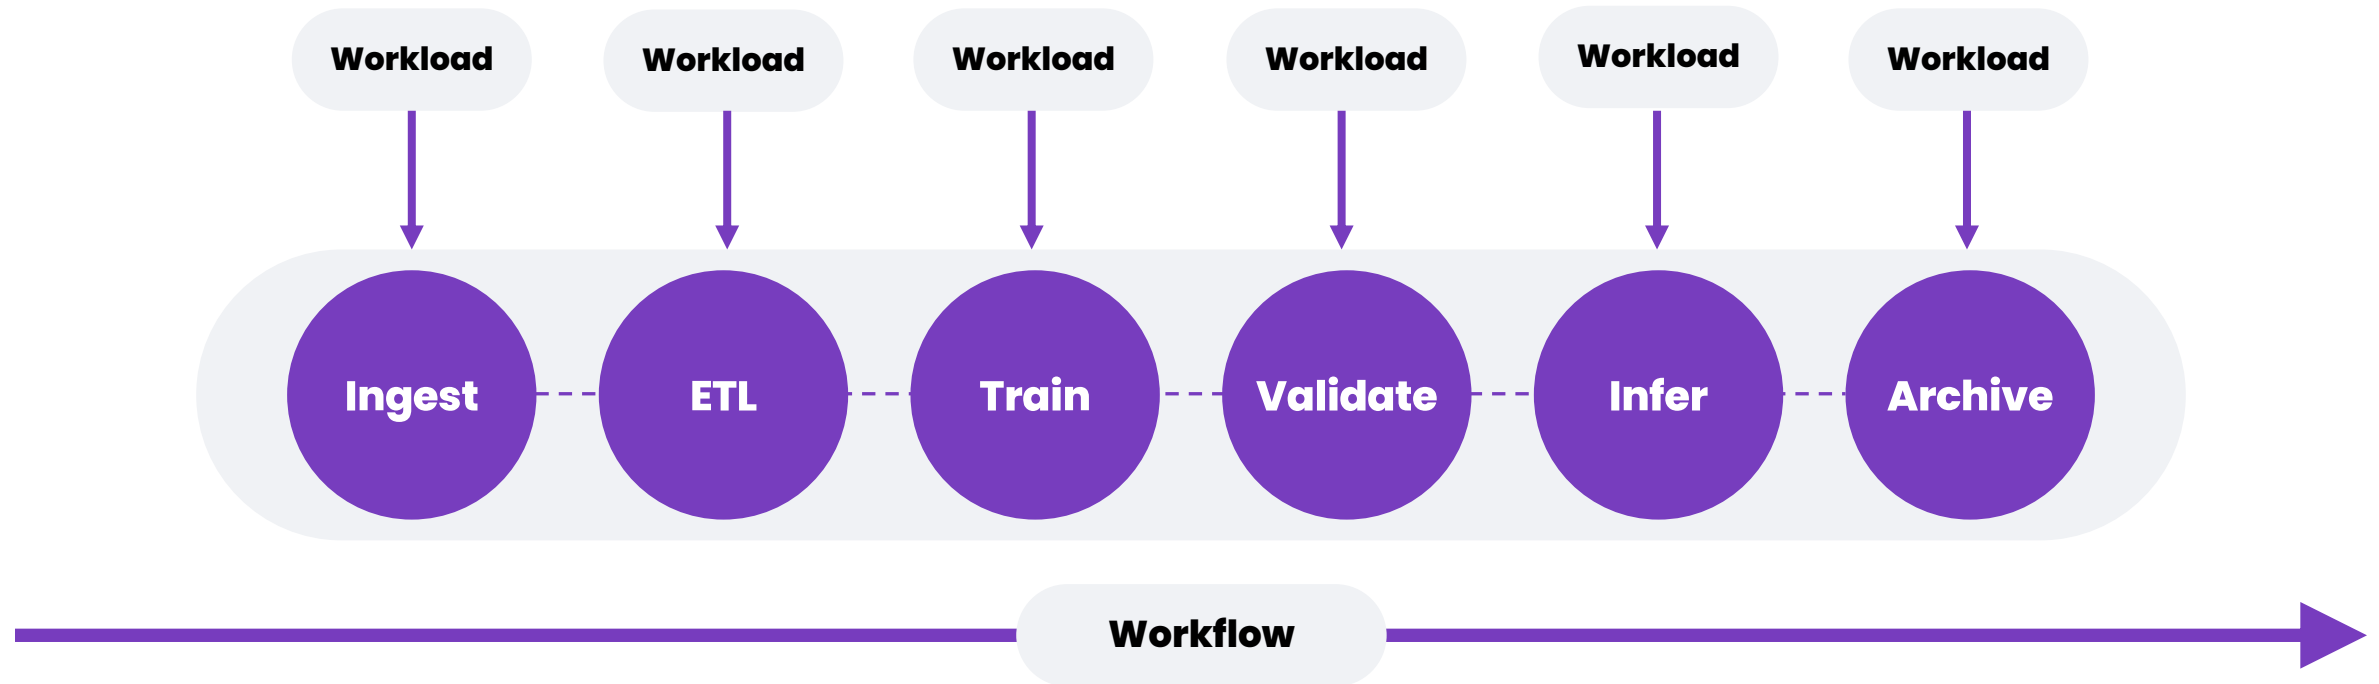 Workload
Workload
Workload
Workload
Workload
Workload
Ingest
ETL
Train
Validate
Infer
Archive
Workflow